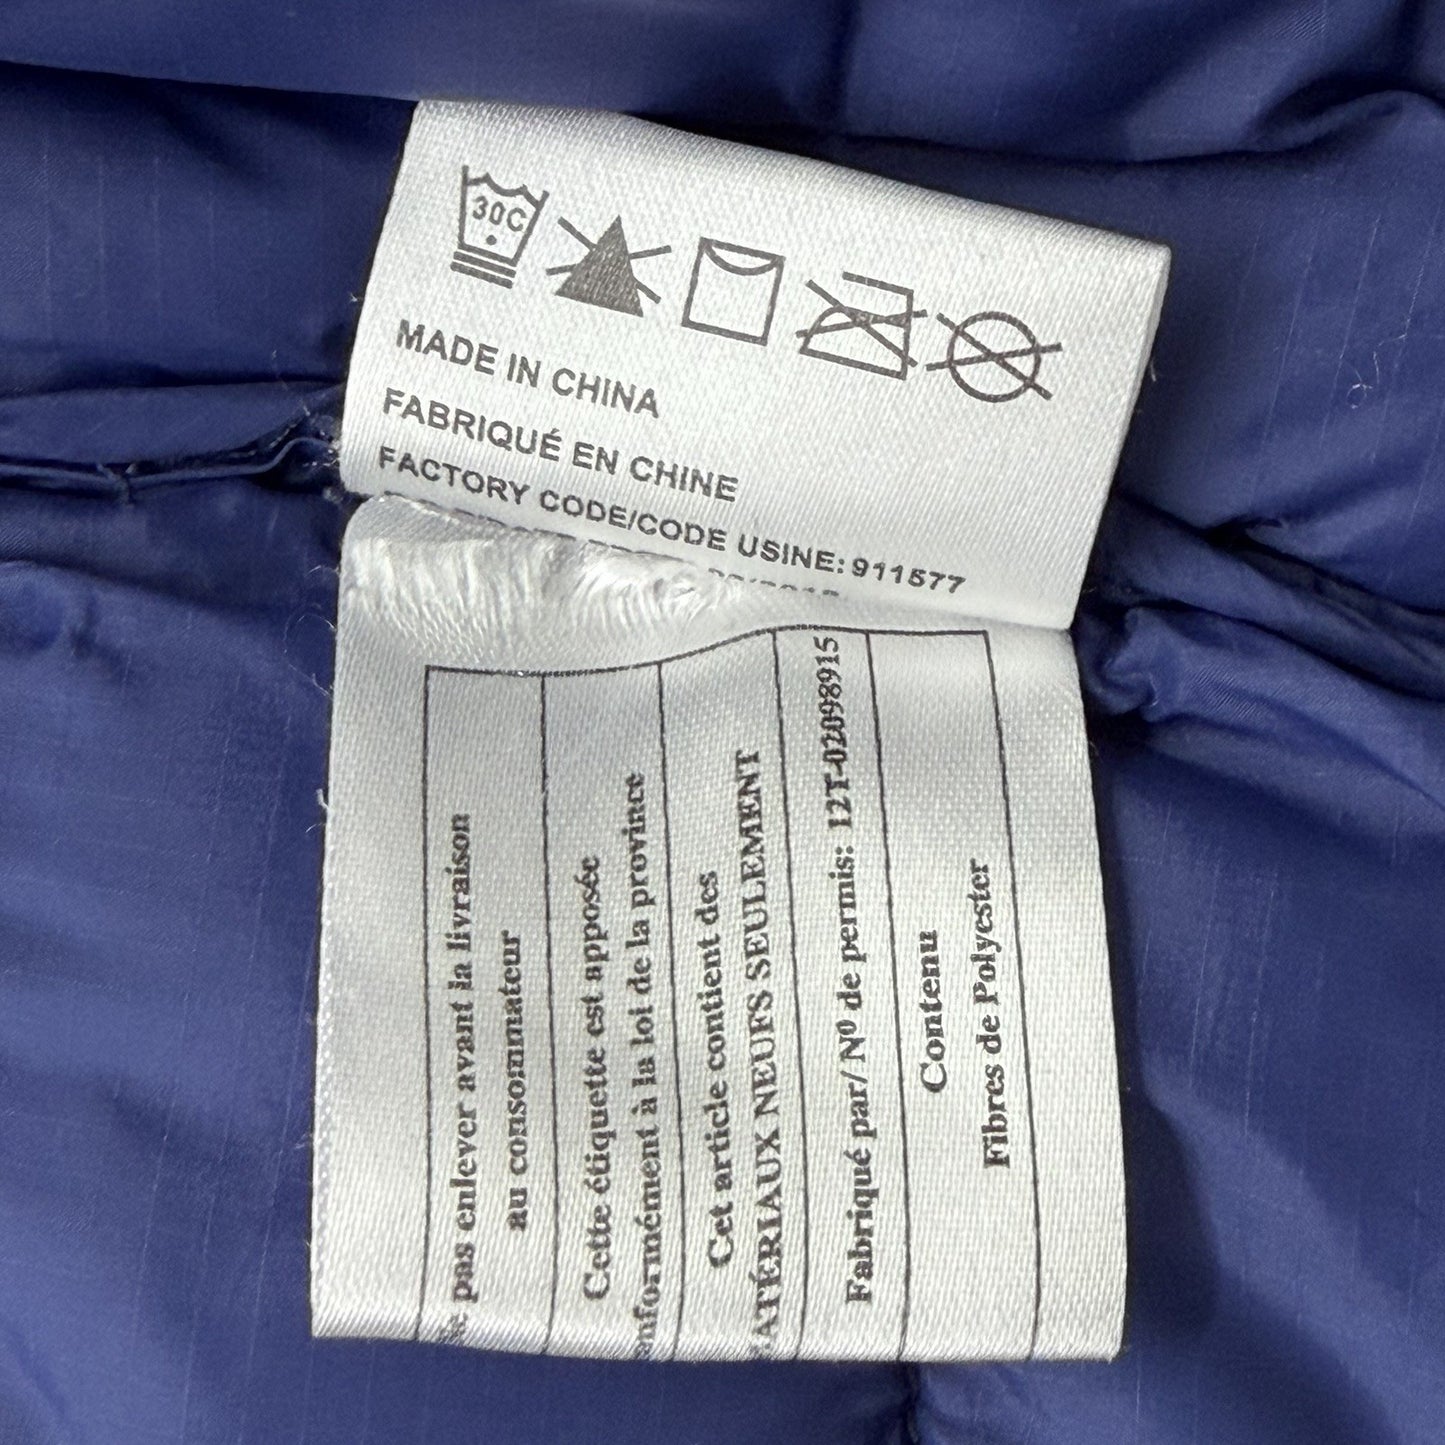 30C
MADE IN CHINA
FABRIQUÉ EN CHINE
FACTORY CODE/CODE USINE: 911577
pas enlever avant la livraison
au consommateur
Cette étiquette est apposée
à la loi de la province
Cet article contient des
NEUFS SEULEMENT
Fabriqué par/ Nº de permis: 12T-02098915
Contenu
Fibres de Polyester